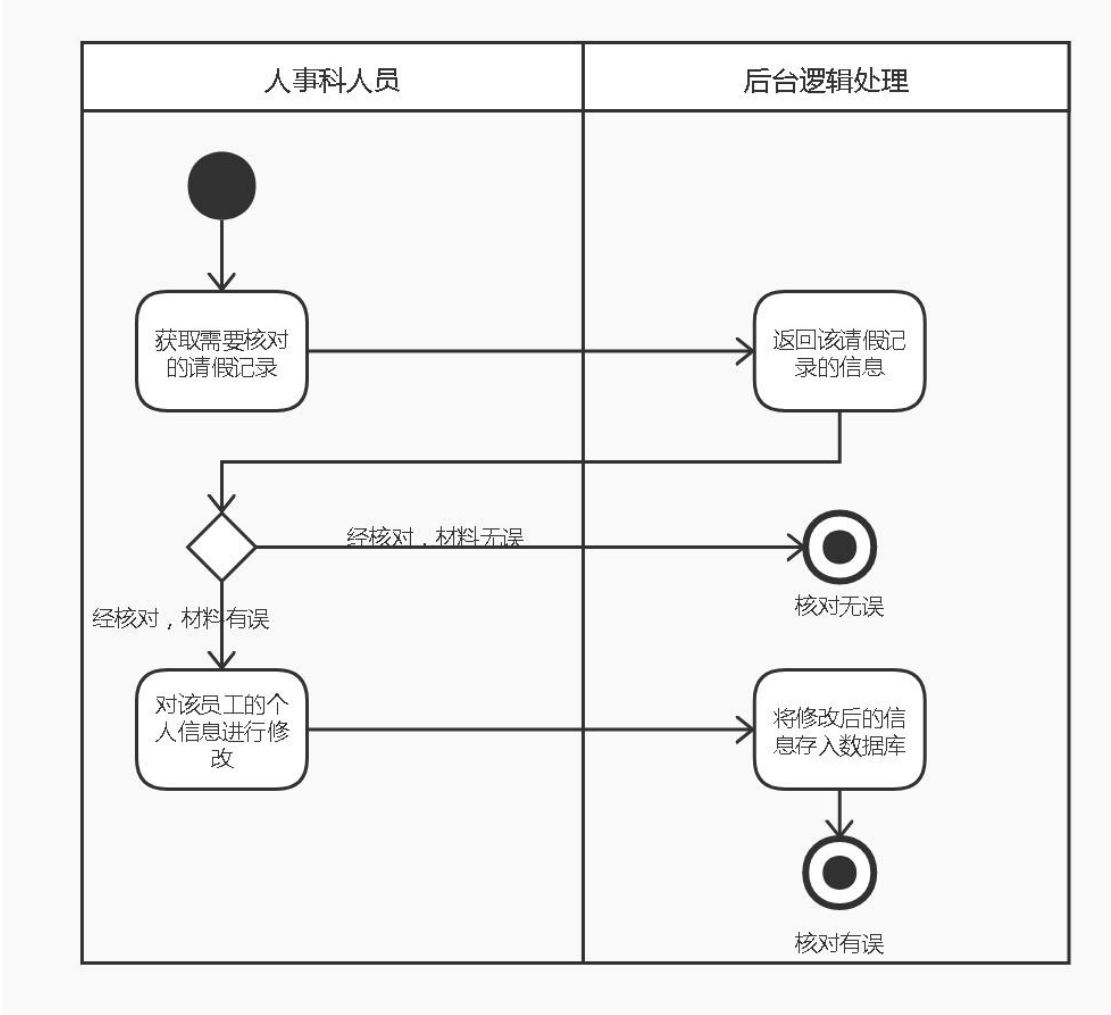 人事科人员
后台逻辑处理
获取需要核对
的请假记录
返回该请假记
录的信息
经核对，材料无误
核对无误
经核对，材料有误
对该员工的个
人信息进行修
改
将修改后的信
息存入数据库
核对有误